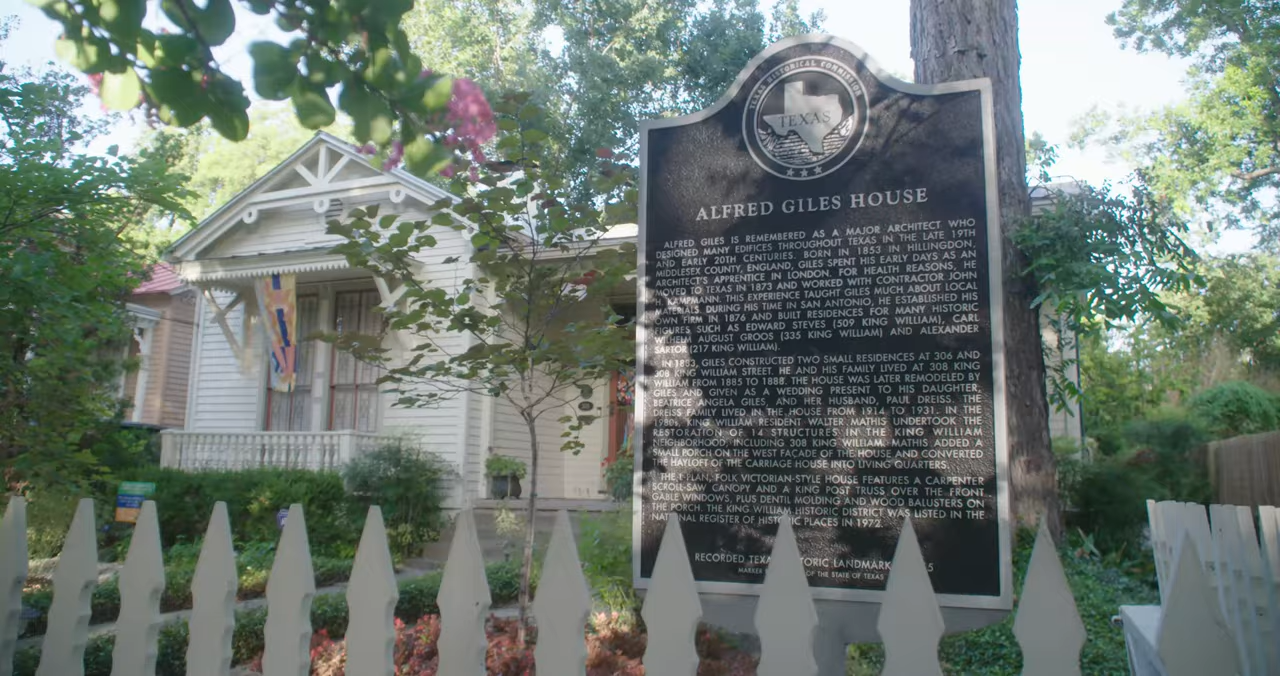 TEXAS HISTORICAL COMMISSION
TEXAS
ALFRED GILES HOUSE
ALFRED GILES IS REMEMBERED AS A MAJOR ARCHITECT WHO
DESIGNED MANY EDIFICES THROUGHOUT TEXAS IN THE LATE 19TH
AND EARLY 20TH CENTURIES. BORN IN 1853 IN HILLINGDON,
MIDDLESEX COUNTY, ENGLAND, GILES SPENT HIS EARLY DAYS AS AN
ARCHITECT'S APPRENTICE IN LONDON. FOR HEALTH REASONS, HE
MOVED TO TEXAS IN 1873 AND WORKED WITH CONTRACTOR JOHN
H. KAMPMANN. THIS EXPERIENCE TAUGHT GILES MUCH ABOUT LOCAL
MATERIALS. DURING HIS TIME IN SAN ANTONIO, HE ESTABLISHED HIS
OWN FIRM IN 1876 AND BUILT RESIDENCES FOR MANY HISTORIC
FIGURES SUCH AS EDWARD STEVES (509 KING WILLIAM), CARL
WILHELM AUGUST GROOS (335 KING WILLIAM) AND ALEXANDER
SARTOR (217 KING WILLIAM).
IN 1883, GILES CONSTRUCTED TWO SMALL RESIDENCES AT 306 AND
308 KING WILLIAM STREET. HE AND HIS FAMILY LIVED AT 308 KING
WILLIAM FROM 1885 TO 1888. THE HOUSE WAS LATER REMODELED BY
GILES AND GIVEN AS A WEDDING PRESENT TO HIS DAUGHTER,
BEATRICE ANGELA GILES, AND HER HUSBAND, PAUL DREISS. THE
DREISS FAMILY LIVED IN THE HOUSE FROM 1914 TO 1931. IN THE
1980s, KING WILLIAM RESIDENT WALTER MATHIS UNDERTOOK THE
RESTORATION OF 14 STRUCTURES IN THE KING WILLIAM
NEIGHBORHOOD, INCLUDING 308 KING WILLIAM. MATHIS ADDED A
SMALL PORCH ON THE WEST FACADE OF THE HOUSE AND CONVERTED
THE HAYLOFT OF THE CARRIAGE HOUSE INTO LIVING QUARTERS.
THE L PLAN, FOLK VICTORIAN-STYLE HOUSE FEATURES A CARPENTER
SCROLL-SAW CANOPY AND A KING POST TRUSS OVER THE FRONT
GABLE WINDOWS, PLUS DENTIL MOLDING AND WOOD BALUSTERS ON
THE PORCH. THE KING WILLIAM HISTORIC DISTRICT WAS LISTED IN THE
NATIONAL REGISTER OF HISTORIC PLACES IN 1972.
RECORDED TEXAS HISTORIC LANDMARK
MARKER OF THE STATE OF TEXAS